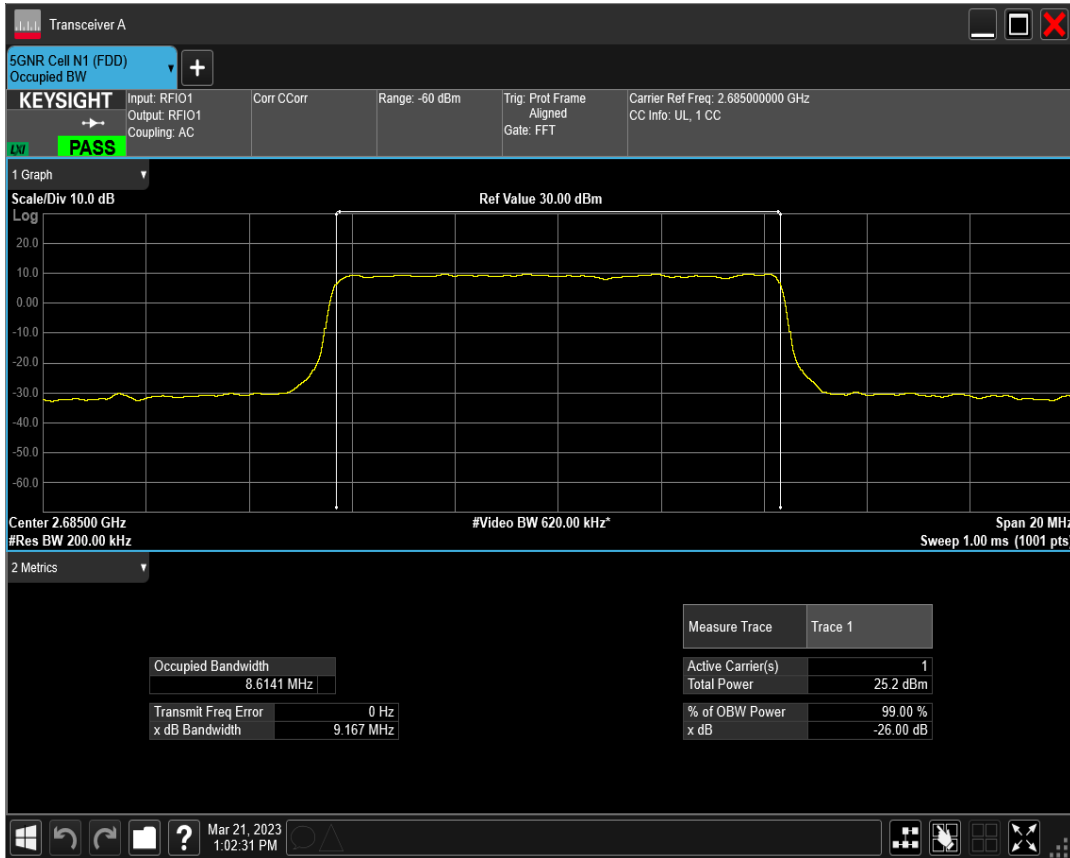 Transceiver A
5GNR Cell N1 (FDD)
Occupied BW
+
KEYSIGHT
LXI
PASS
Input: RFIO1
Output: RFIO1
Coupling: AC
Corr CCorr
Range: -60 dBm
Trig: Prot Frame
Aligned
Gate: FFT
Carrier Ref Freq: 2.685000000 GHz
CC Info: UL, 1 CC
1 Graph
Scale/Div 10.0 dB
Ref Value 30.00 dBm
Log
20.0
10.0
0.00
-10.0
-20.0
-30.0
-40.0
-50.0
-60.0
Center 2.68500 GHz
#Video BW 620.00 kHz*
Span 20 MHz
#Res BW 200.00 kHz
Sweep 1.00 ms (1001 pts)
2 Metrics
Measure Trace Trace 1
Occupied Bandwidth
8.6141 MHz
Active Carrier(s) 1
Total Power 25.2 dBm
Transmit Freq Error 0 Hz
x dB Bandwidth 9.167 MHz
% of OBW Power 99.00 %
x dB -26.00 dB
?
Mar 21, 2023
1:02:31 PM